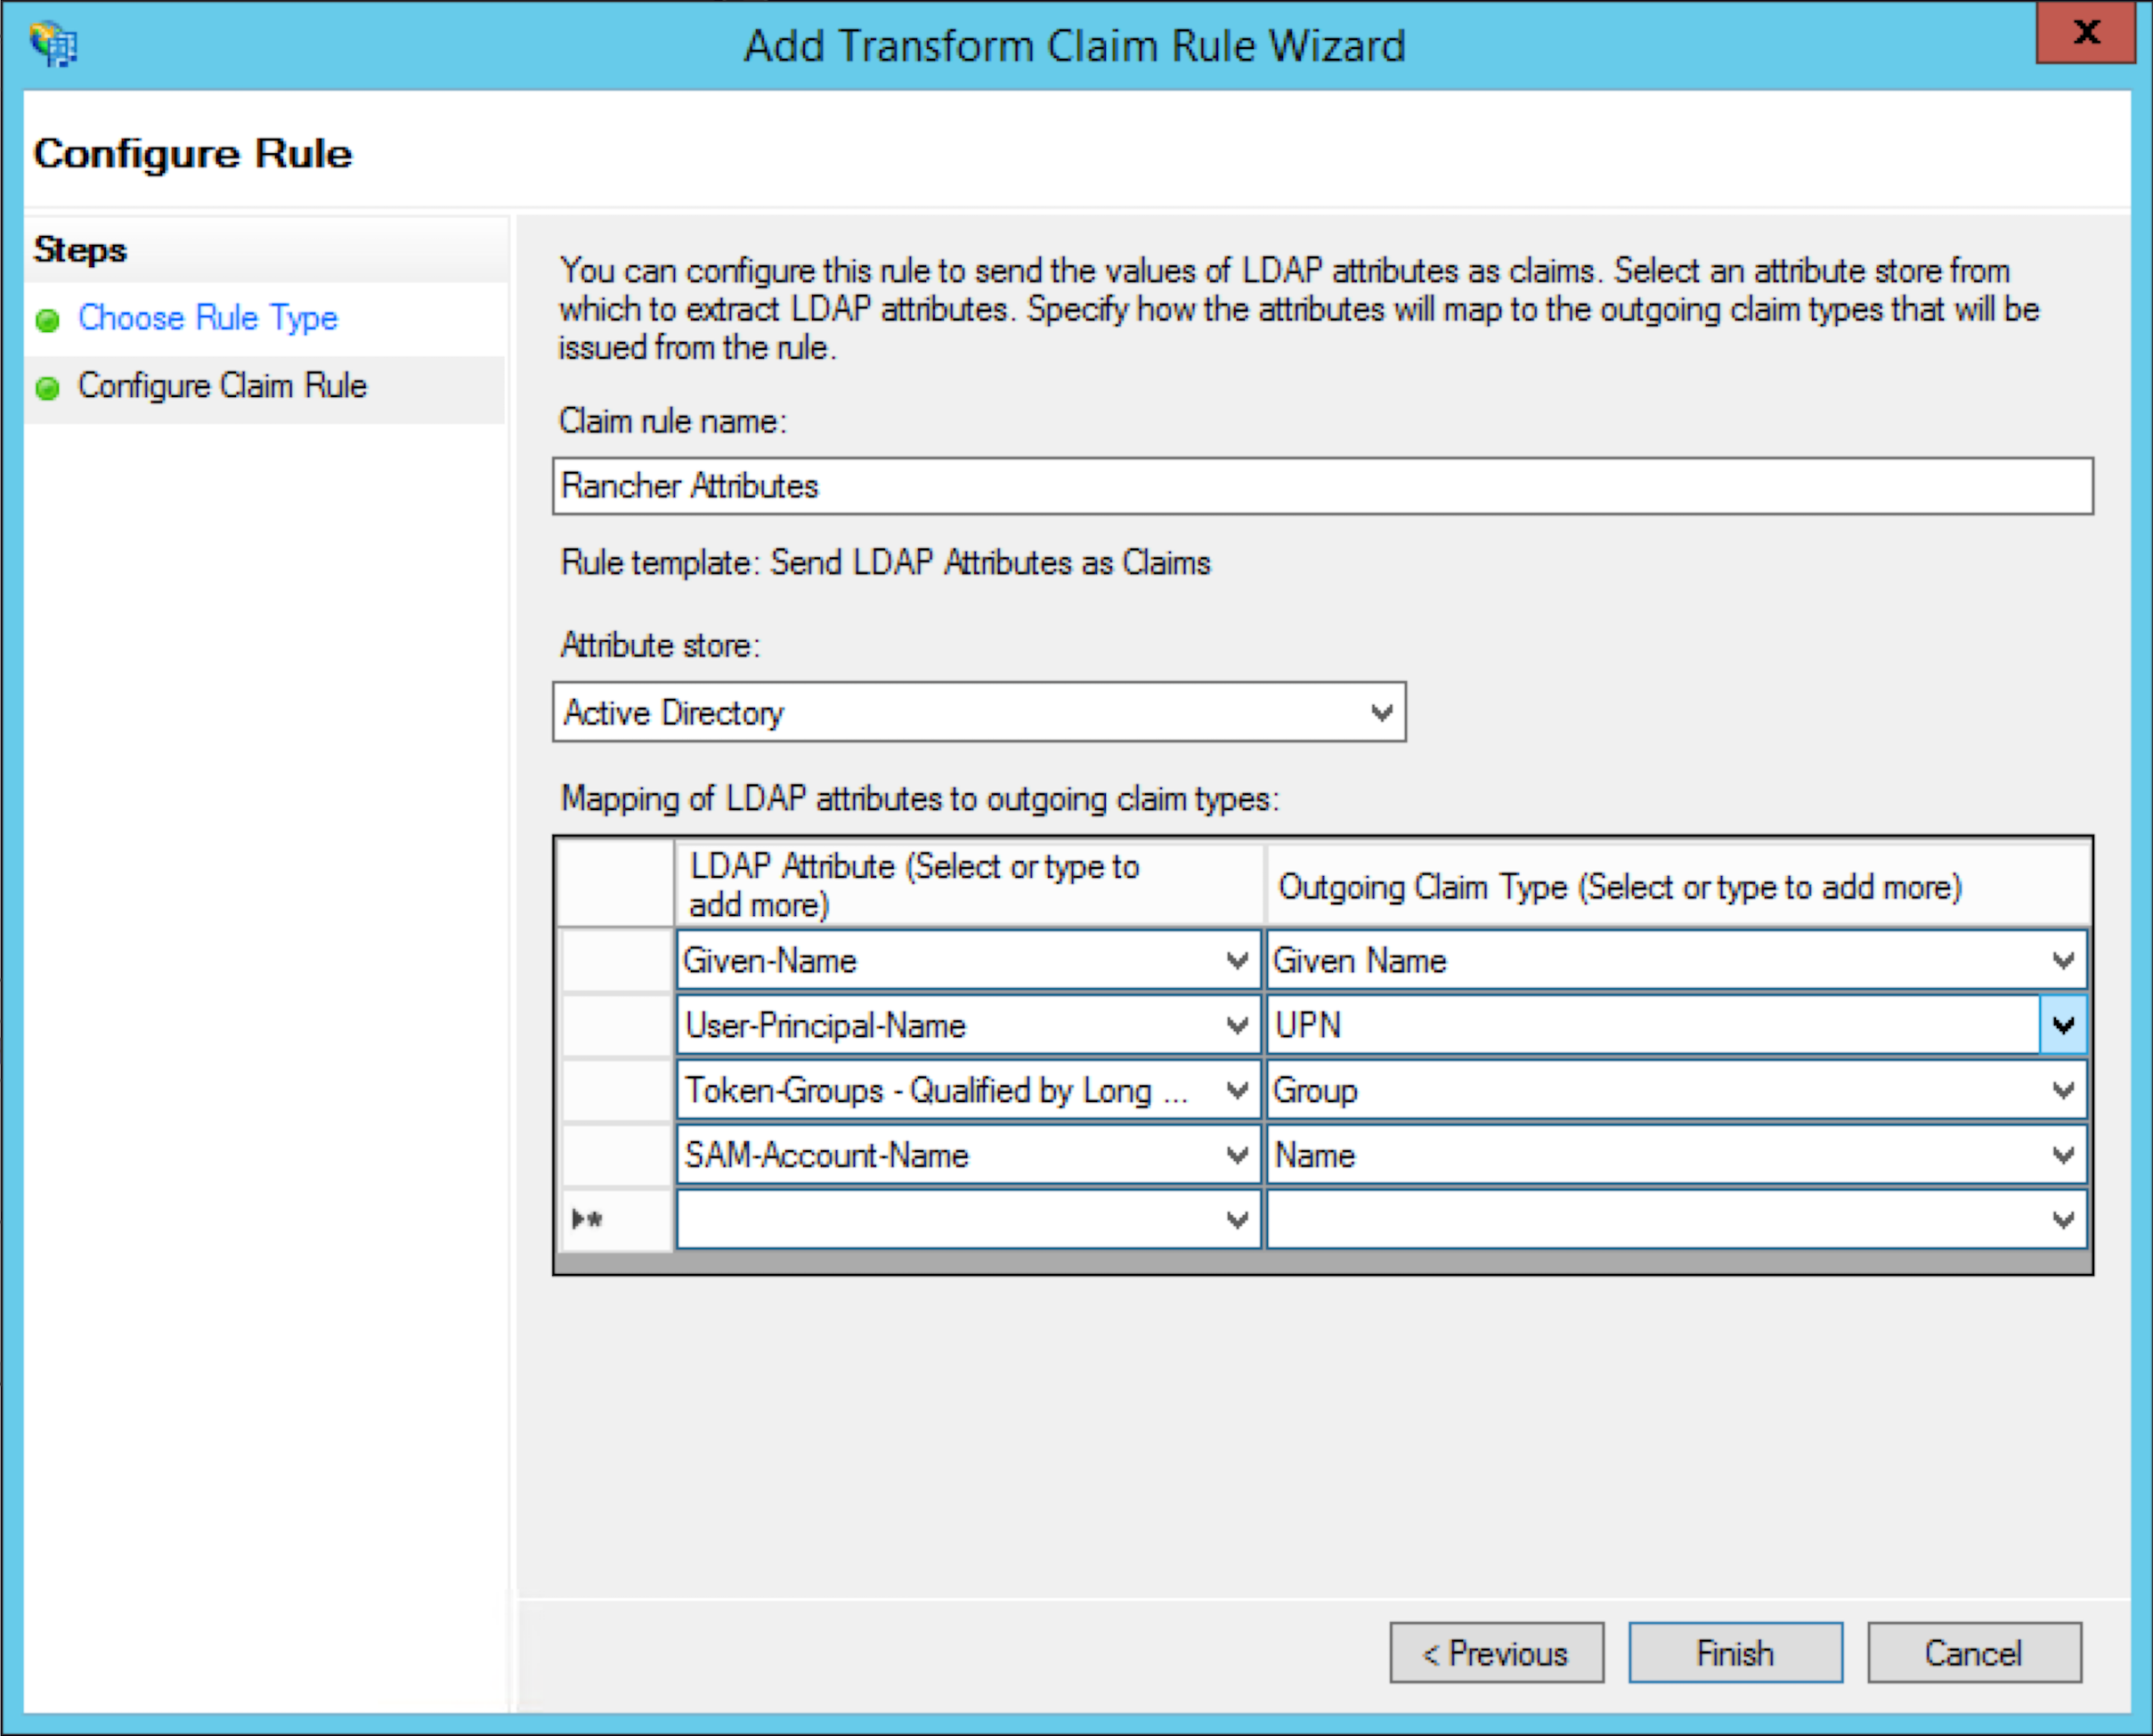 Add Transform Claim Rule Wizard
x
Configure Rule
Steps
Choose Rule Type
Configure Claim Rule
You can configure this rule to send the values of LDAP attributes as claims. Select an attribute store from
which to extract LDAP attributes. Specify how the attributes will map to the outgoing claim types that will be
issued from the rule.
Claim rule name:
Rancher Attributes
Rule template: Send LDAP Attributes as Claims
Attribute store:
Active Directory
Mapping of LDAP attributes to outgoing claim types:
LDAP Attribute (Select or type to
add more)
Outgoing Claim Type (Select or type to add more)
Given-Name
Given Name
User-Principal-Name
UPN
Token-Groups - Qualified by Long ...
Group
SAM-Account-Name
Name
*
< Previous
Finish
Cancel